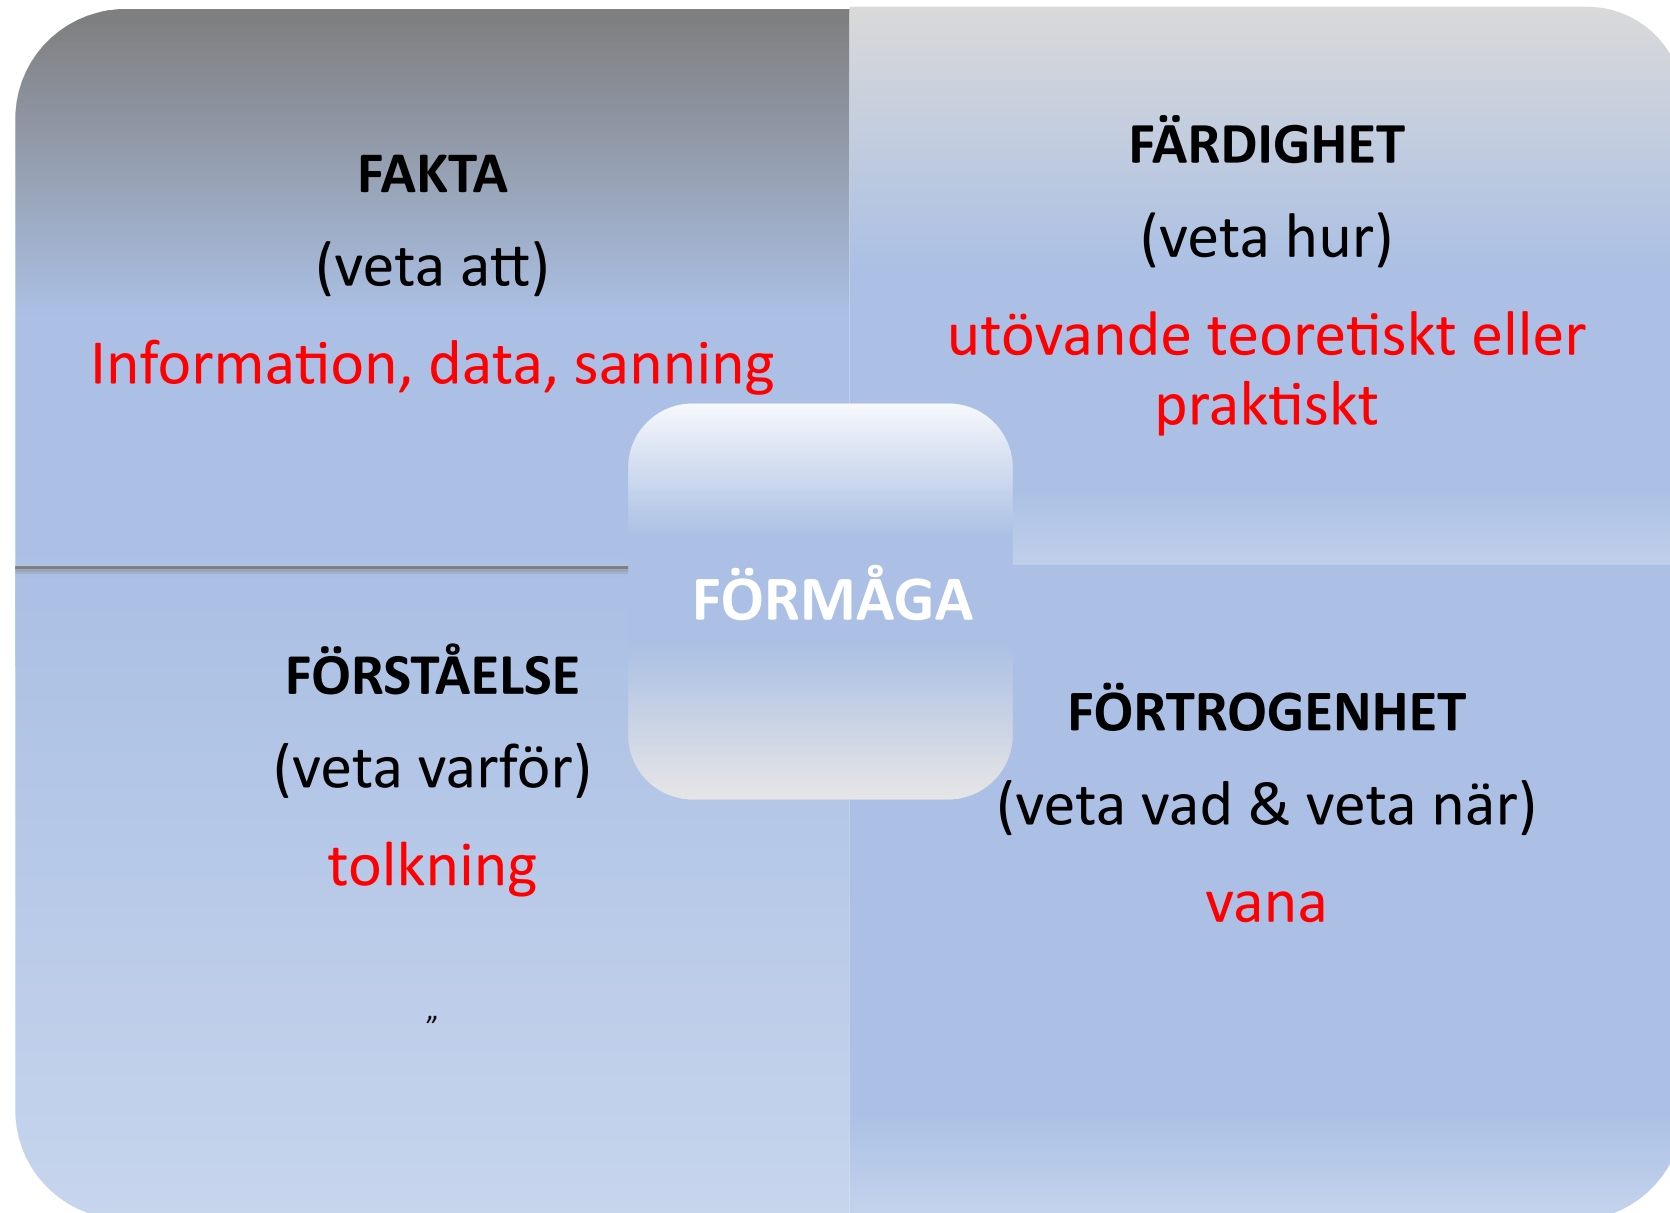 FAKTA
(veta att)
Information, data, sanning
FÄRDIGHET
(veta hur)
utövande teoretiskt eller
praktiskt
FÖRMÅGA
FÖRSTÅELSE
(veta varför)
tolkning
”
FÖRTROGENHET
(veta vad & veta när)
vana